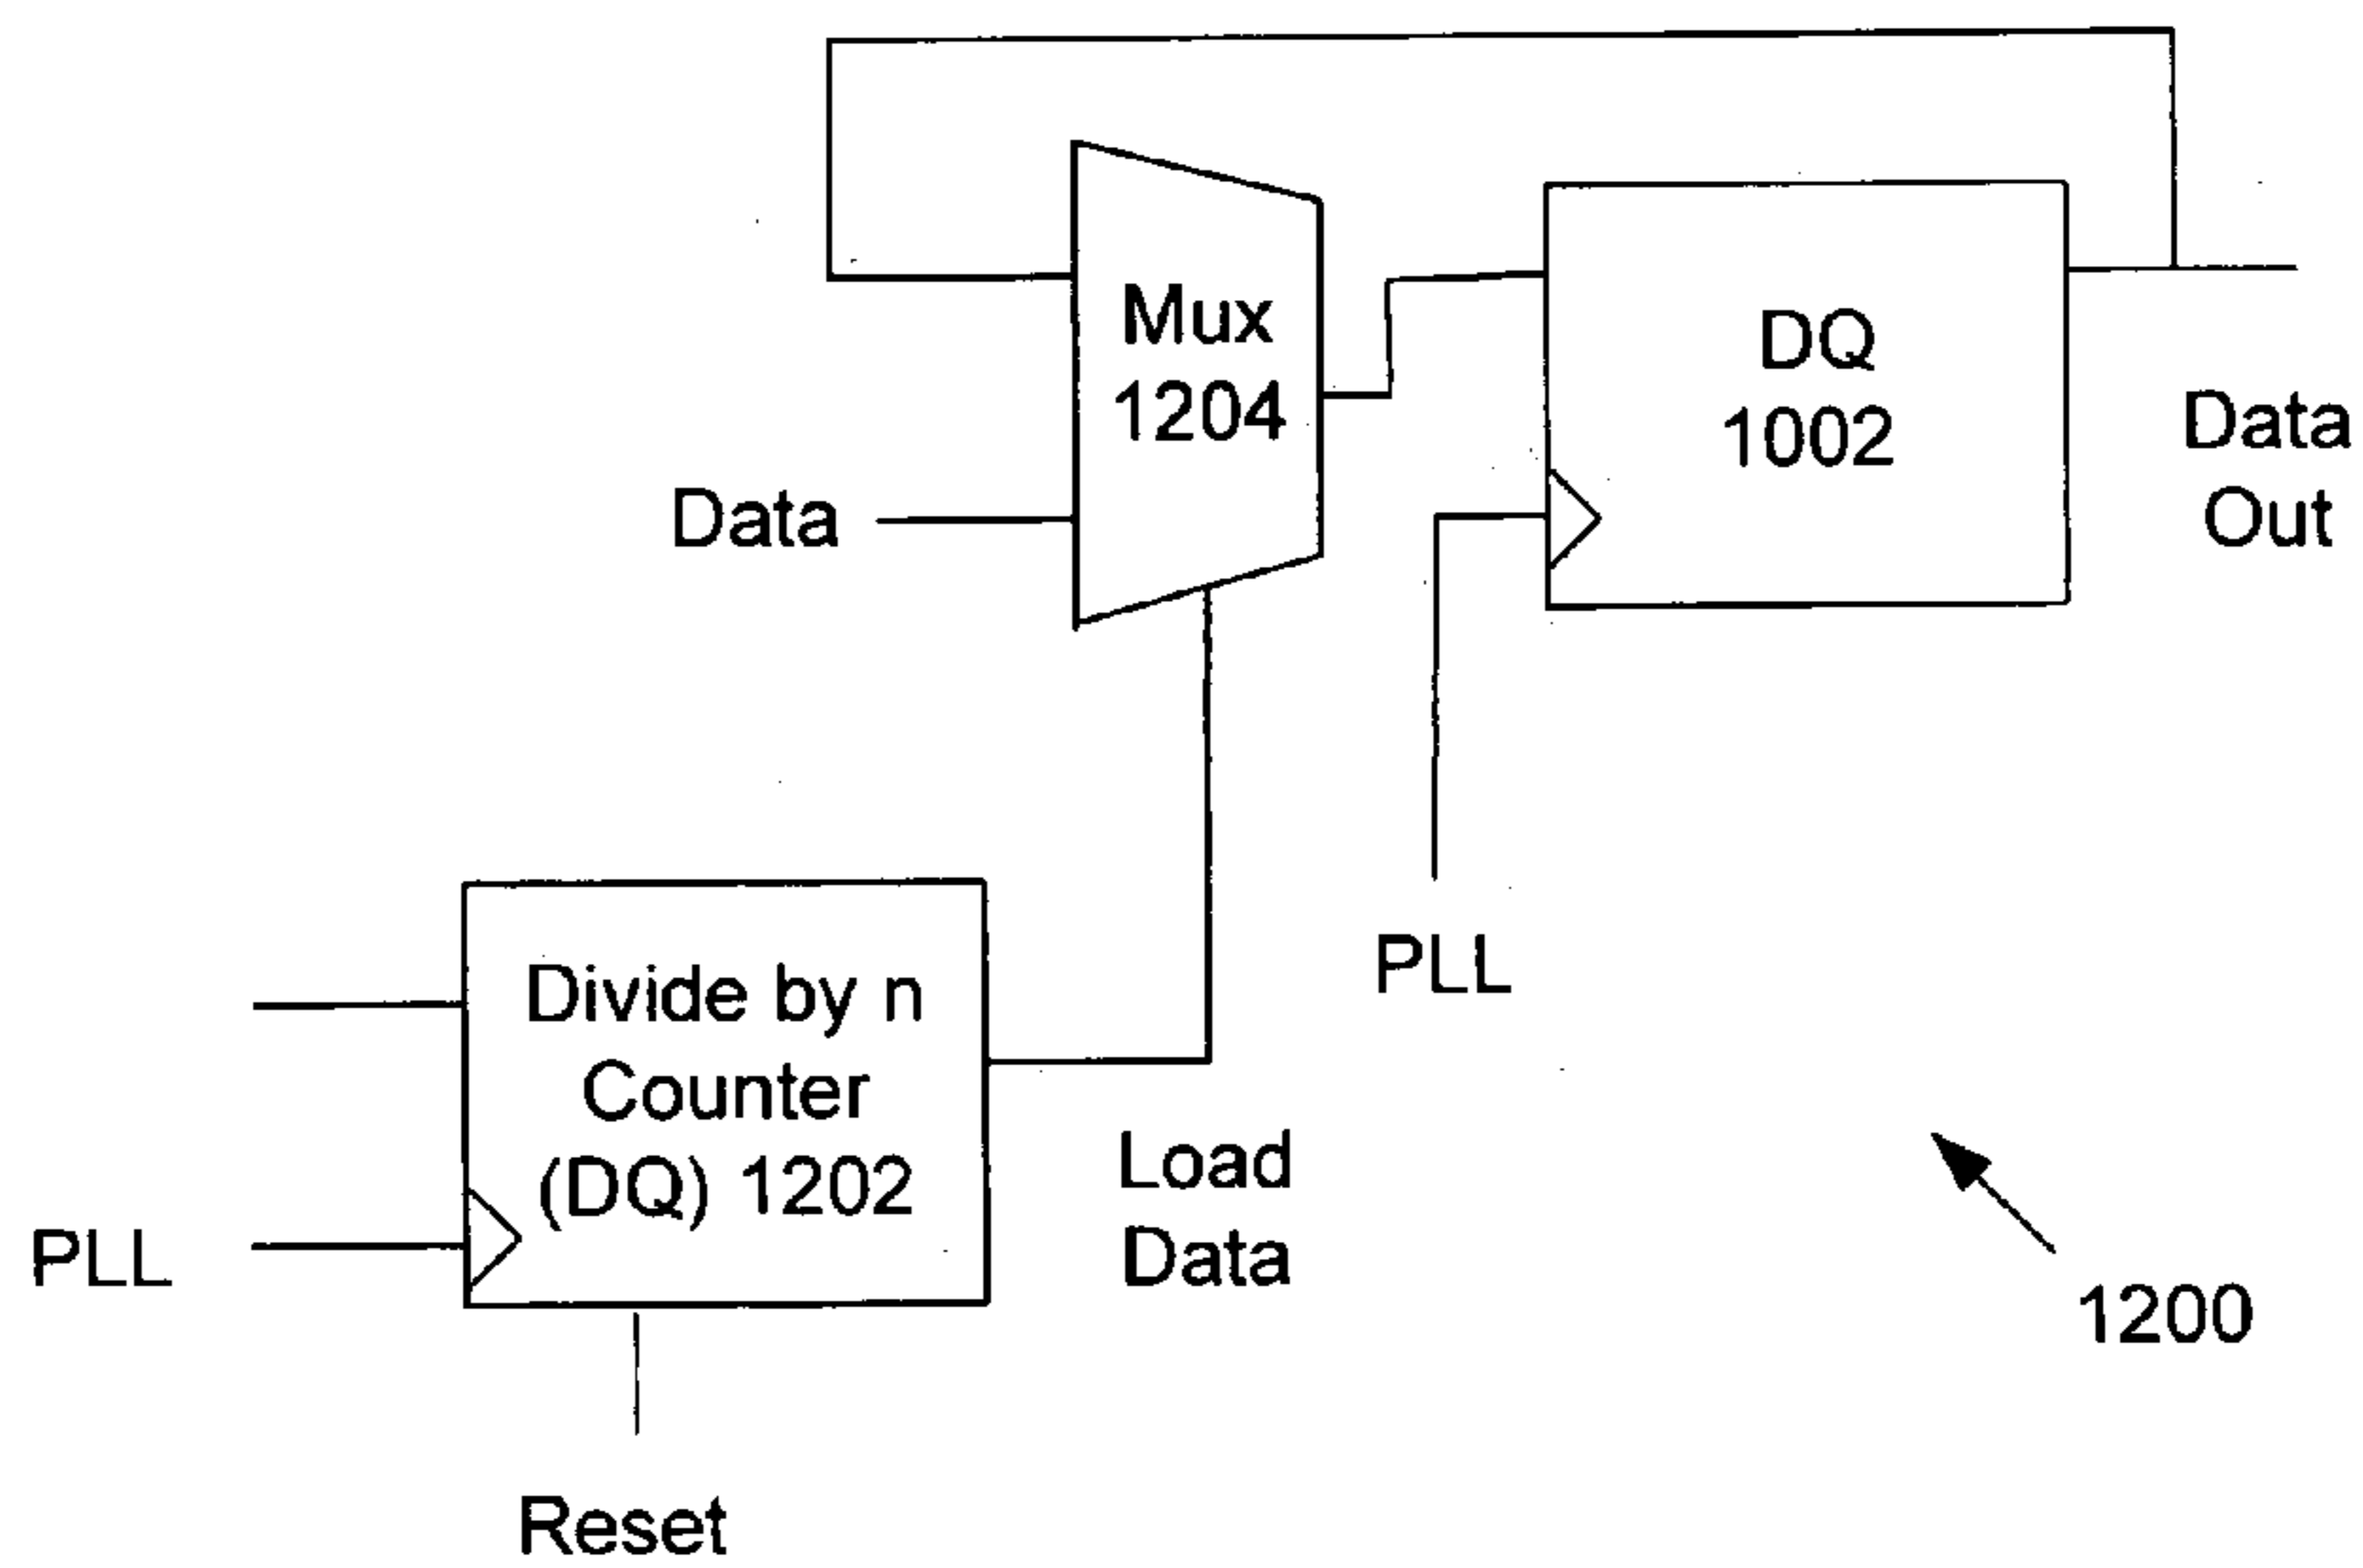 Mux
1204
DQ
1002
Data
Data
Out
PLL
Divide by n
Counter
(DQ) 1202
PLL
Load
Data
Reset
1200